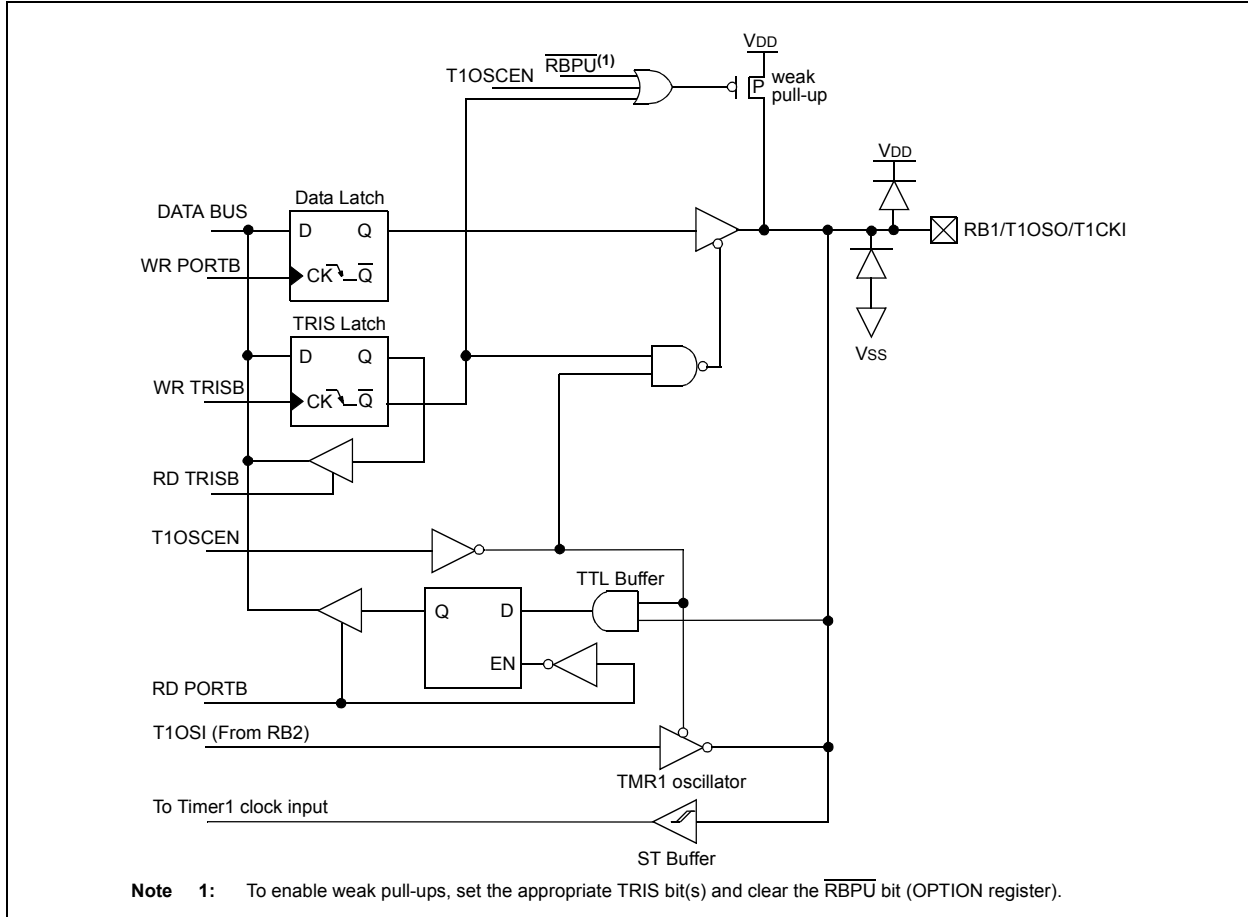 VDD
RBPU(1)
T1OSCEN
P
weak
pull-up
VDD
Data Latch
DATA BUS
D Q
RB1/T1OSO/T1CKI
WR PORTB
CK Q
TRIS Latch
D Q
VSS
WR TRISB
CK Q
RD TRISB
T1OSCEN
TTL Buffer
Q D
EN
RD PORTB
T1OSI (From RB2)
TMR1 oscillator
To Timer1 clock input
ST Buffer
Note 1: To enable weak pull-ups, set the appropriate TRIS bit(s) and clear the RBPU bit (OPTION register).